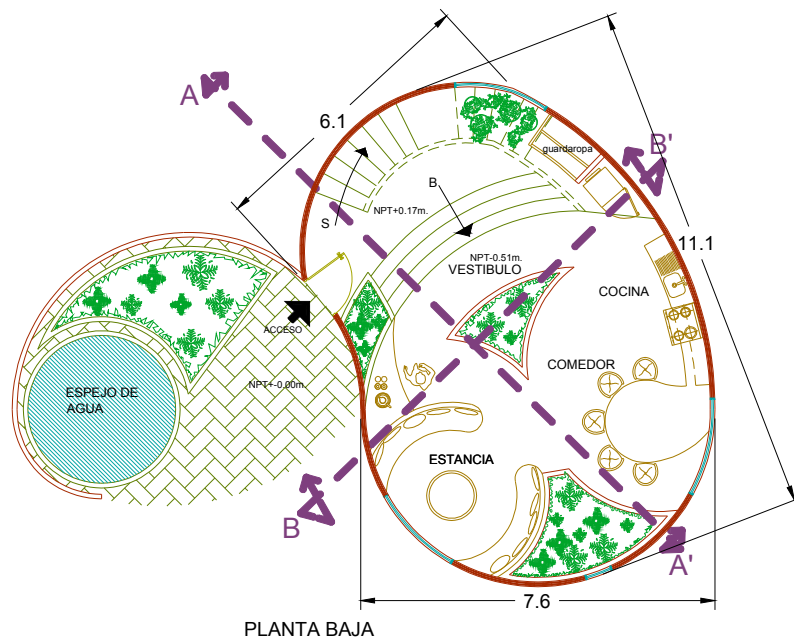 A
6.1
guardaropa
B'
B
NPT+0.17m.
S
NPT-0.51m.
VESTIBULO
11.1
COCINA
ACCESO
COMEDOR
NPT+-0.00m.
ESPEJO DE
AGUA
ESTANCIA
B
A'
7.6
PLANTA BAJA